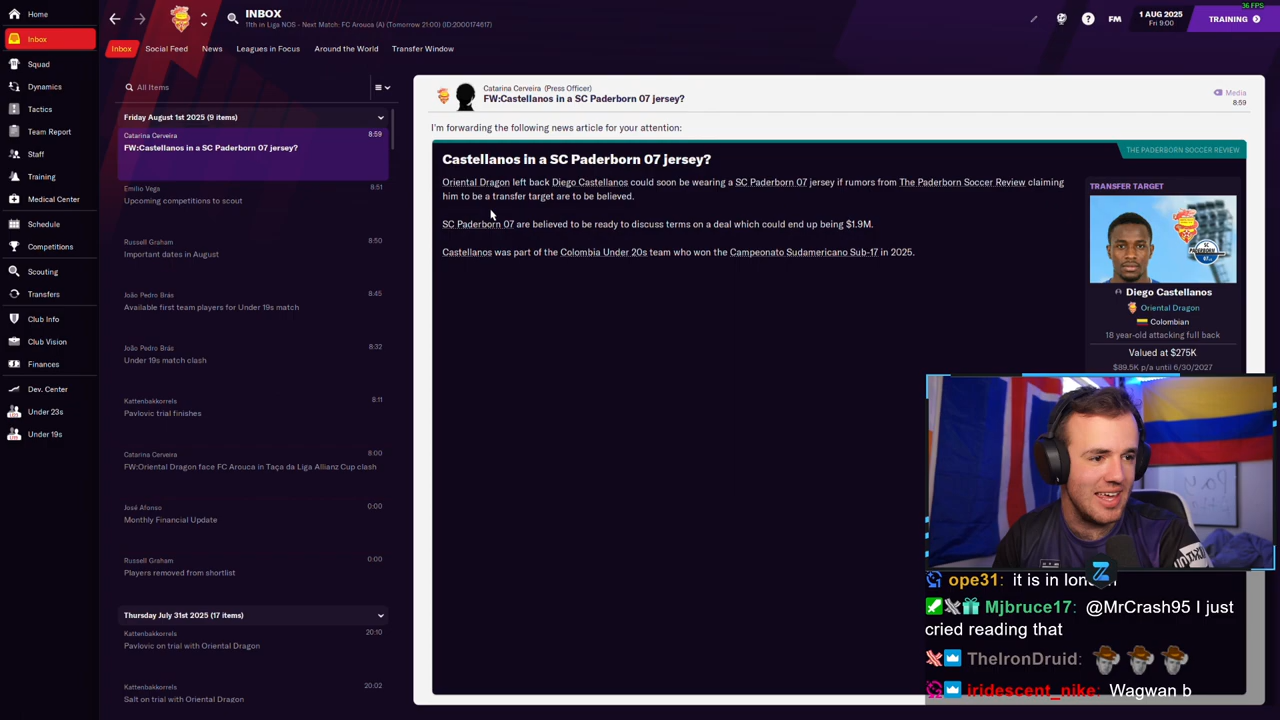 36 FPS
Home
Inbox
Squad
Dynamics
Tactics
Team Report
Staff
Training
Medical Center
Schedule
Competitions
Scouting
Transfers
Club Info
Club Vision
Finances
Dev. Center
Under 23s
Under 19s
INBOX
11th in Liga NOS - Next Match: FC Arouca (A) (Tomorrow 21:00) (ID:2000174617)
FM
1 AUG 2025
Fri 9:00
TRAINING
Inbox
Social Feed
News
Leagues in Focus
Around the World
Transfer Window
All Items
Friday August 1st 2025 (9 items)
Catarina Cerveira 8:59
FW:Castellanos in a SC Paderborn 07 jersey?
Emilio Vega 8:51
Upcoming competitions to scout
Russell Graham 8:50
Important dates in August
João Pedro Brás 8:45
Available first team players for Under 19s match
João Pedro Brás 8:32
Under 19s match clash
Kattenbakkorrels 8:11
Pavlovic trial finishes
Catarina Cerveira 8:00
FW:Oriental Dragon face FC Arouca in Taça da Liga Allianz Cup clash
José Afonso 0:00
Monthly Financial Update
Russell Graham 0:00
Players removed from shortlist
Thursday July 31st 2025 (17 items)
Kattenbakkorrels 20:10
Pavlovic on trial with Oriental Dragon
Kattenbakkorrels 20:02
Salt on trial with Oriental Dragon
Catarina Cerveira (Press Officer)
FW:Castellanos in a SC Paderborn 07 jersey?
Media
8:59
I'm forwarding the following news article for your attention:
THE PADERBORN SOCCER REVIEW
Castellanos in a SC Paderborn 07 jersey?
Oriental Dragon left back Diego Castellanos could soon be wearing a SC Paderborn 07 jersey if rumors from The Paderborn Soccer Review claiming
him to be a transfer target are to be believed.
SC Paderborn 07 are believed to be ready to discuss terms on a deal which could end up being $1.9M.
Castellanos was part of the Colombia Under 20s team who won the Campeonato Sudamericano Sub-17 in 2025.
TRANSFER TARGET
Diego Castellanos
Oriental Dragon
Colombian
18 year-old attacking full back
Valued at $275K
$89.5K p/a until 6/30/2027
ope31: it is in
Mjbruce17: @MrCrash95 I just
cried reading that
TheIronDruid:
iridescent_nike: Wagwan b